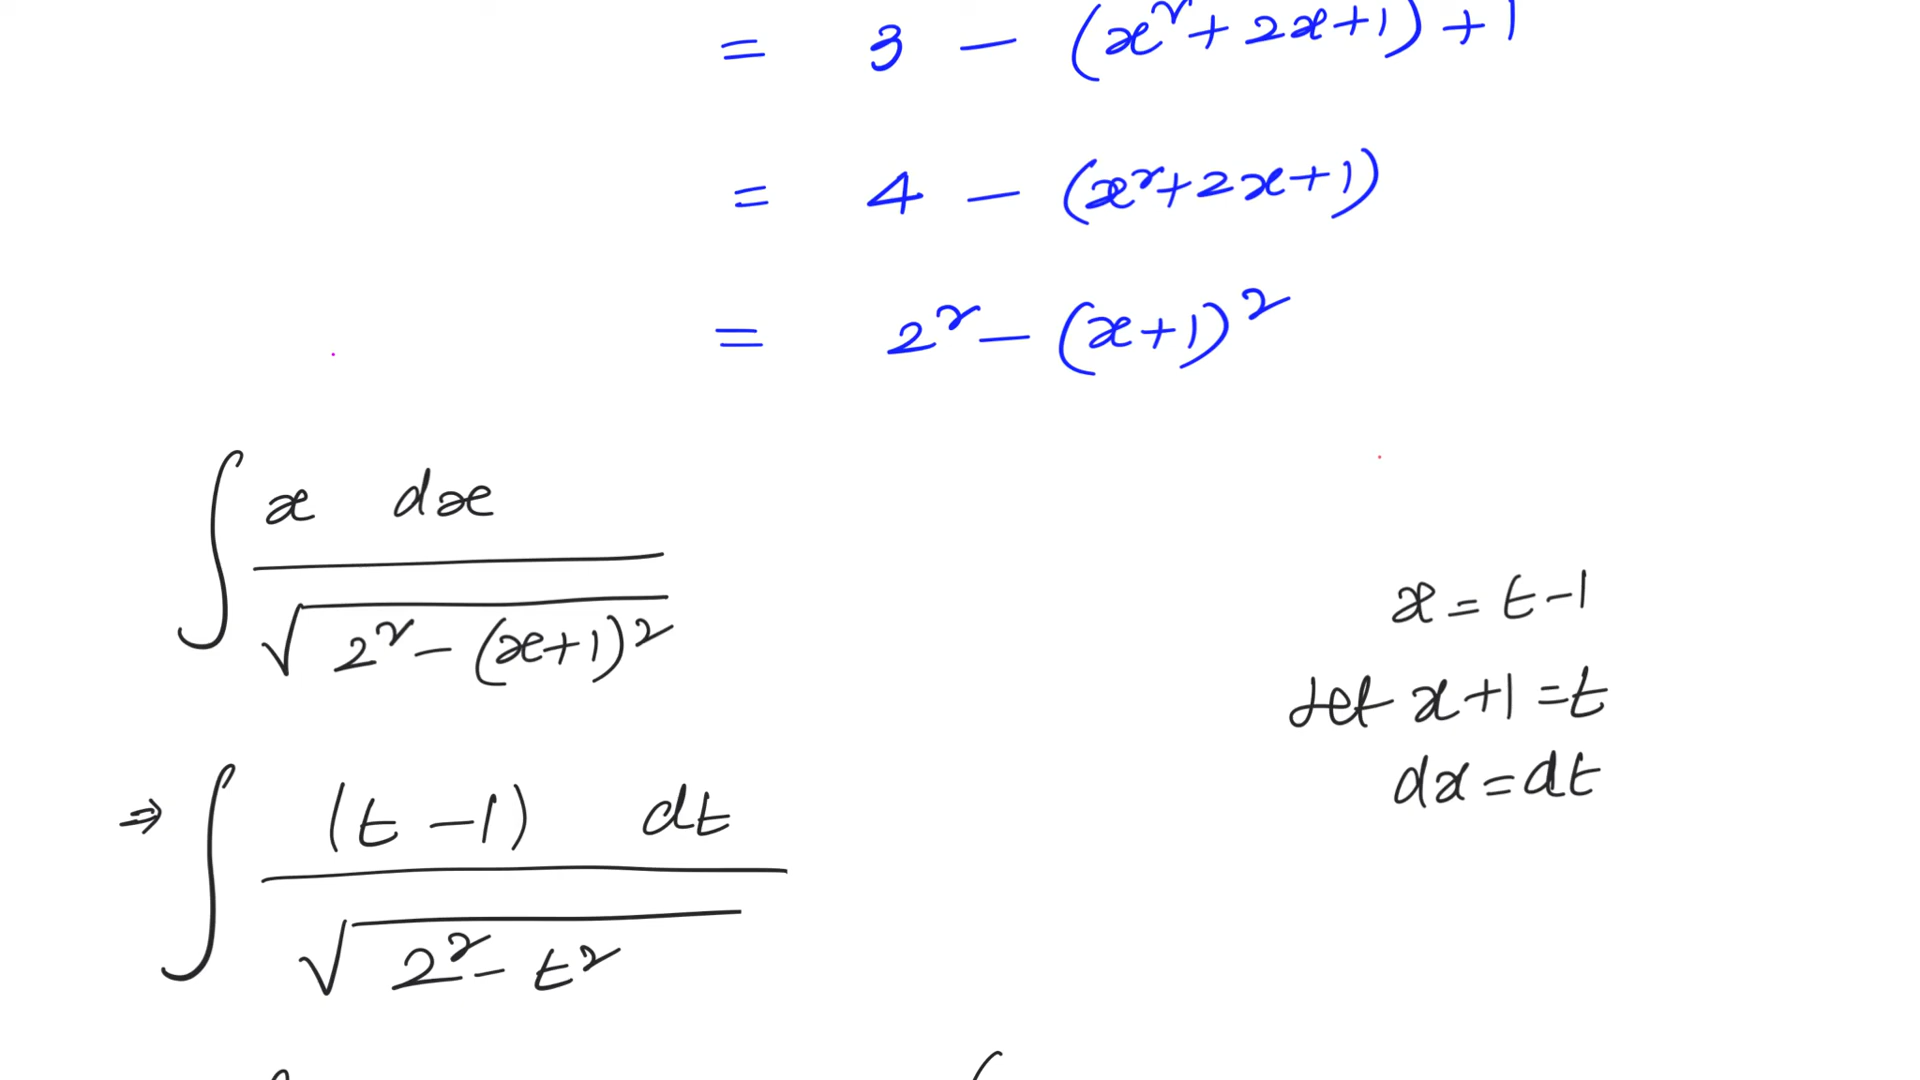 = 3 − (x² + 2x+1) + 1
= 4 − (x²+2x+1)
= 2² − (x+1)²
∫ x dx / √(2² − (x+1)²)
x = t−1
let x+1 = t
dx = dt
⇒ ∫ (t −1) dt / √(2² − t²)